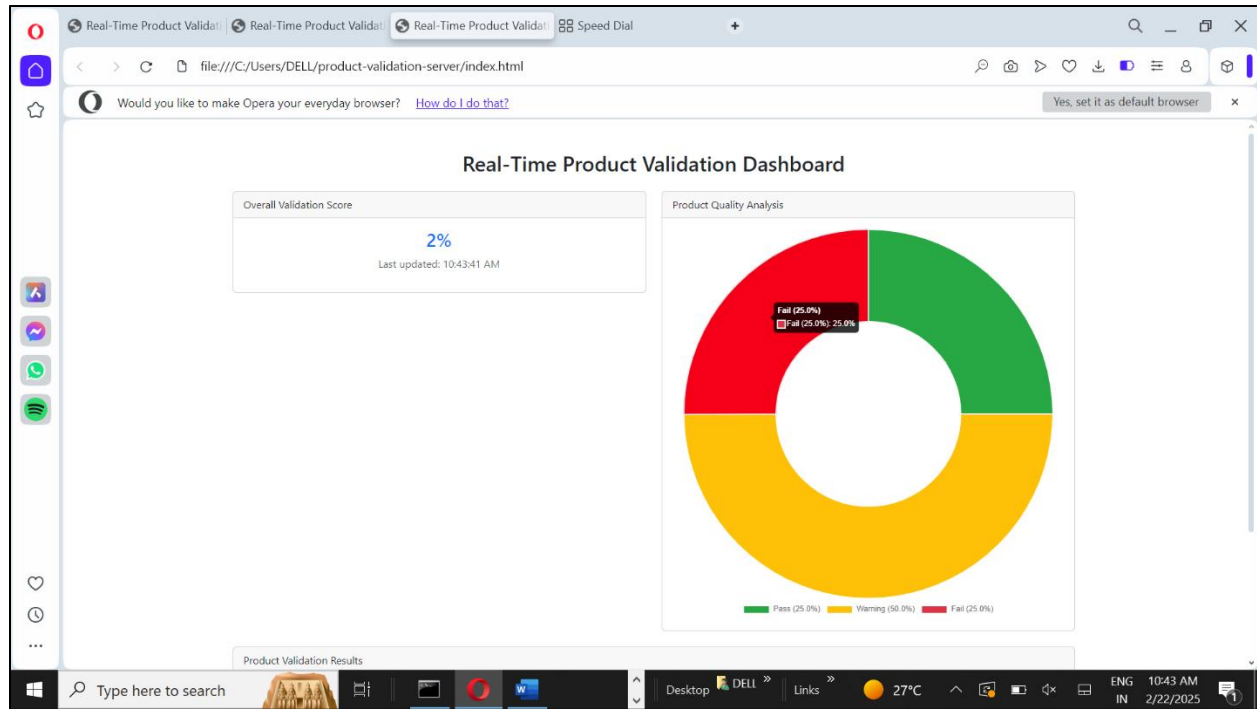 Real-Time Product Validati
Real-Time Product Validati
Real-Time Product Validati
Speed Dial
file:///C:/Users/DELL/product-validation-server/index.html
Would you like to make Opera your everyday browser? How do I do that?
Yes, set it as default browser
Real-Time Product Validation Dashboard
Overall Validation Score
2%
Last updated: 10:43:41 AM
Product Quality Analysis
Fail (25.0%)
Fail (25.0%): 25.0%
Pass (25.0%) Warning (50.0%) Fail (25.0%)
Product Validation Results
Type here to search
Desktop
DELL
Links
27°C
ENG
IN
10:43 AM
2/22/2025
1